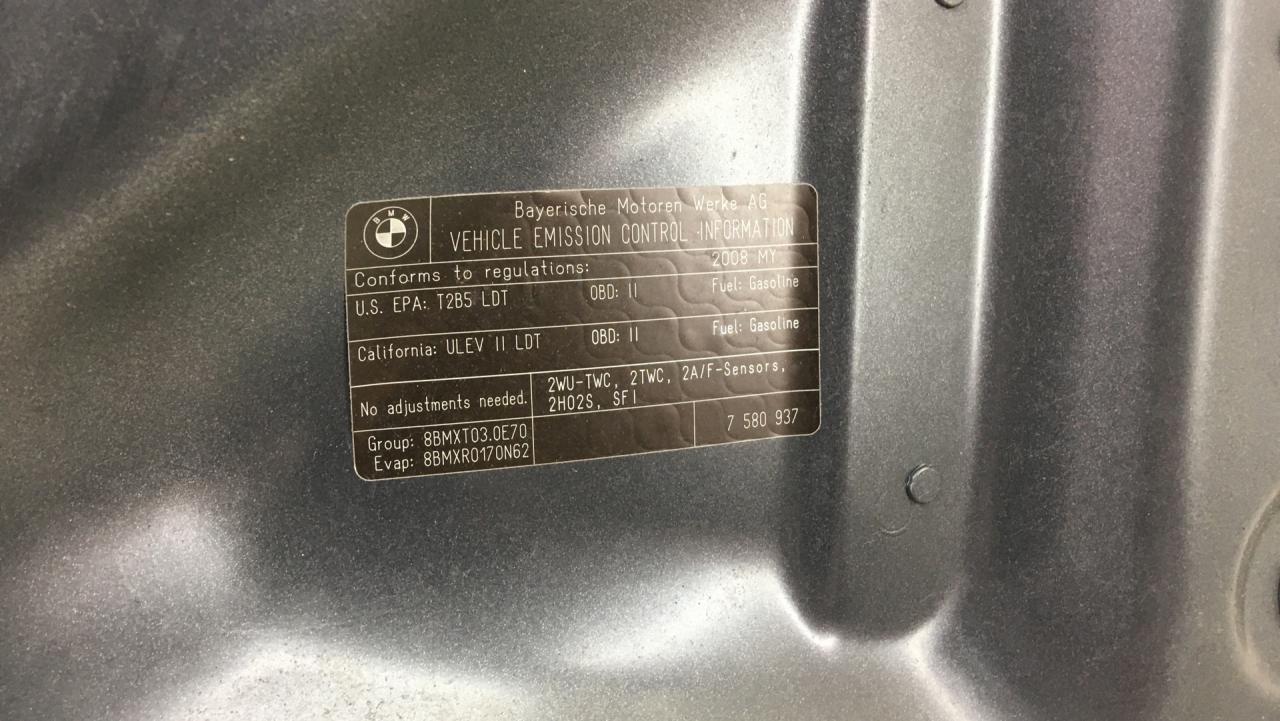 BMW
Bayerische Motoren Werke AG
VEHICLE EMISSION CONTROL INFORMATION
Conforms to regulations: 2008 MY
U.S. EPA: T2B5 LDT OBD: II Fuel: Gasoline
California: ULEV II LDT OBD: II Fuel: Gasoline
No adjustments needed.
2WU-TWC, 2TWC, 2A/F-Sensors,
2HO2S, SFI
Group: 8BMXT03.0E70
Evap: 8BMXR0170N62
7 580 937